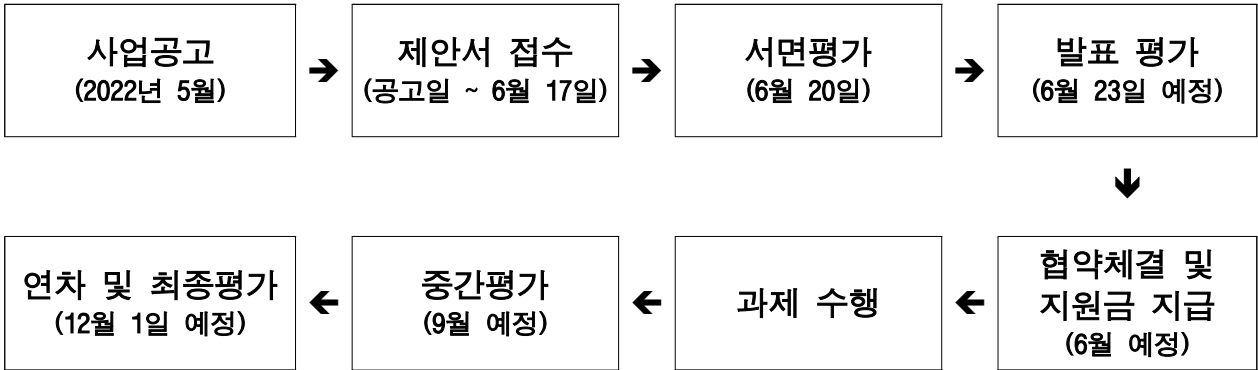 사업공고
(2022년 5월)
제안서 접수
(공고일 ~ 6월 17일)
서면평가
(6월 20일)
발표 평가
(6월 23일 예정)
협약체결 및
지원금 지급
(6월 예정)
과제 수행
중간평가
(9월 예정)
연차 및 최종평가
(12월 1일 예정)